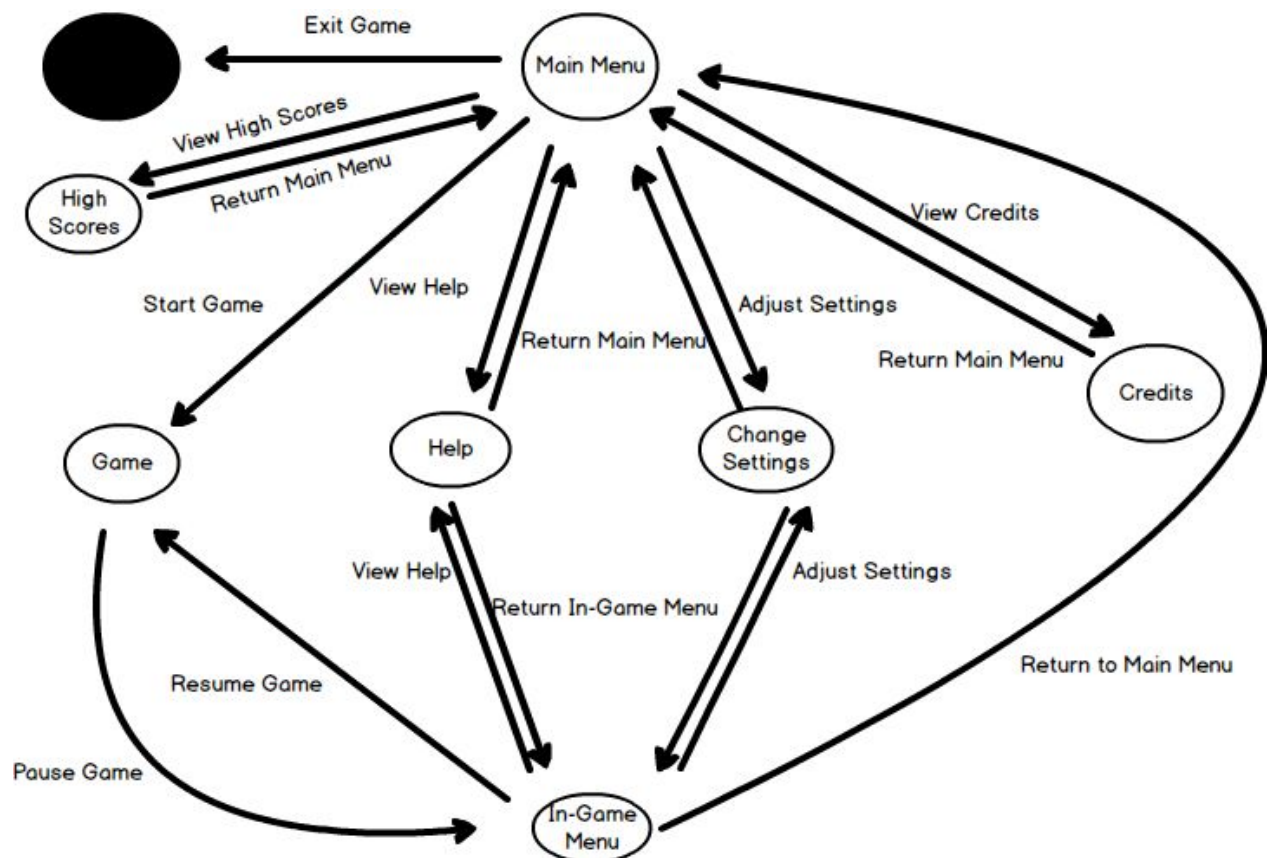 Exit Game
Main Menu
View High Scores
Return Main Menu
High
Scores
View Credits
Start Game
View Help
Adjust Settings
Return Main Menu
Return Main Menu
Credits
Game
Help
Change
Settings
View Help
Adjust Settings
Return In-Game Menu
Return to Main Menu
Resume Game
Pause Game
In-Game
Menu